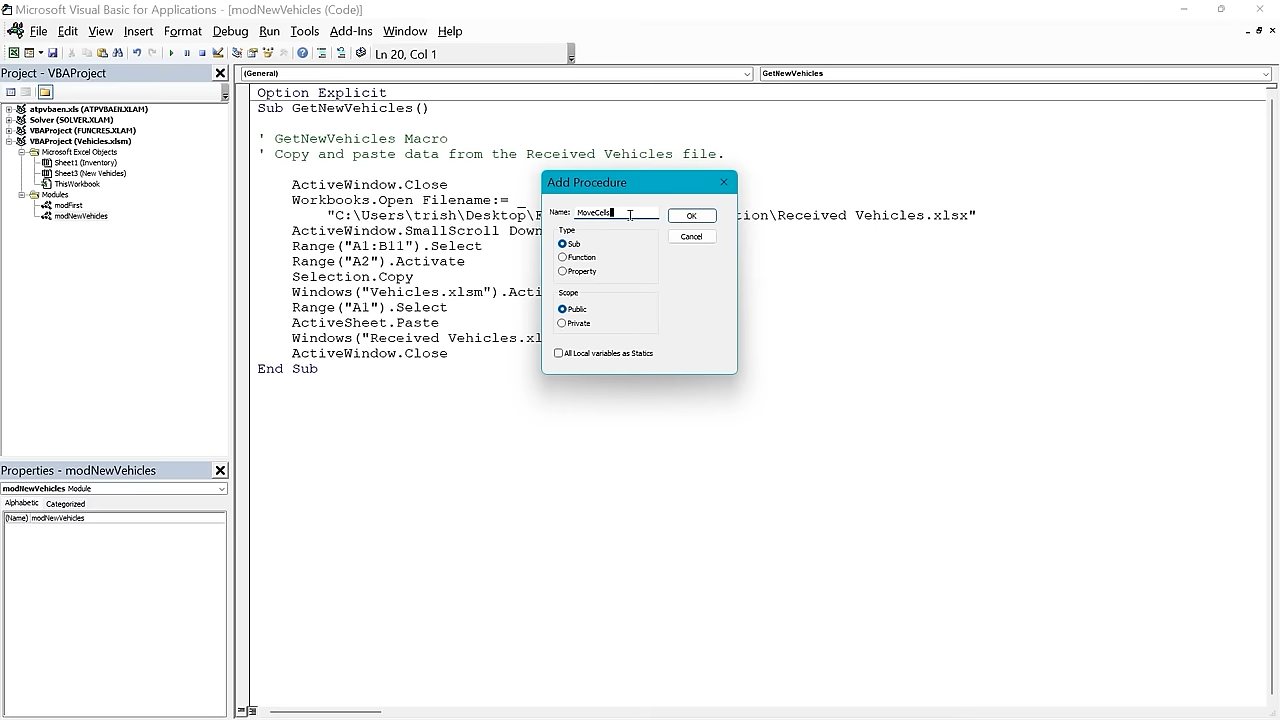 Microsoft Visual Basic for Applications - [modNewVehicles (Code)]
File Edit View Insert Format Debug Run Tools Add-Ins Window Help
Ln 20, Col 1
Project - VBAProject
(General)
GetNewVehicles
atpvbaen.xls (ATPVBAEN.XLAM)
Solver (SOLVER.XLAM)
VBAProject (FUNCRES.XLAM)
VBAProject (Vehicles.xlsm)
Microsoft Excel Objects
Sheet1 (Inventory)
Sheet3 (New Vehicles)
ThisWorkbook
Modules
modFirst
modNewVehicles
Option Explicit
Sub GetNewVehicles()
' GetNewVehicles Macro
' Copy and paste data from the Received Vehicles file.
ActiveWindow.Close
Workbooks.Open Filename:= _
"C:\Users\trish\Desktop\ tion\Received Vehicles.xlsx"
ActiveWindow.SmallScroll Down
Range("A1:B11").Select
Range("A2").Activate
Selection.Copy
Windows("Vehicles.xlsm").Acti
Range("A1").Select
ActiveSheet.Paste
Windows("Received Vehicles.xl
ActiveWindow.Close
End Sub
Add Procedure
Name: MoveCells
OK
Cancel
Type
Sub
Function
Property
Scope
Public
Private
All Local variables as Statics
Properties - modNewVehicles
modNewVehicles Module
Alphabetic Categorized
(Name) modNewVehicles